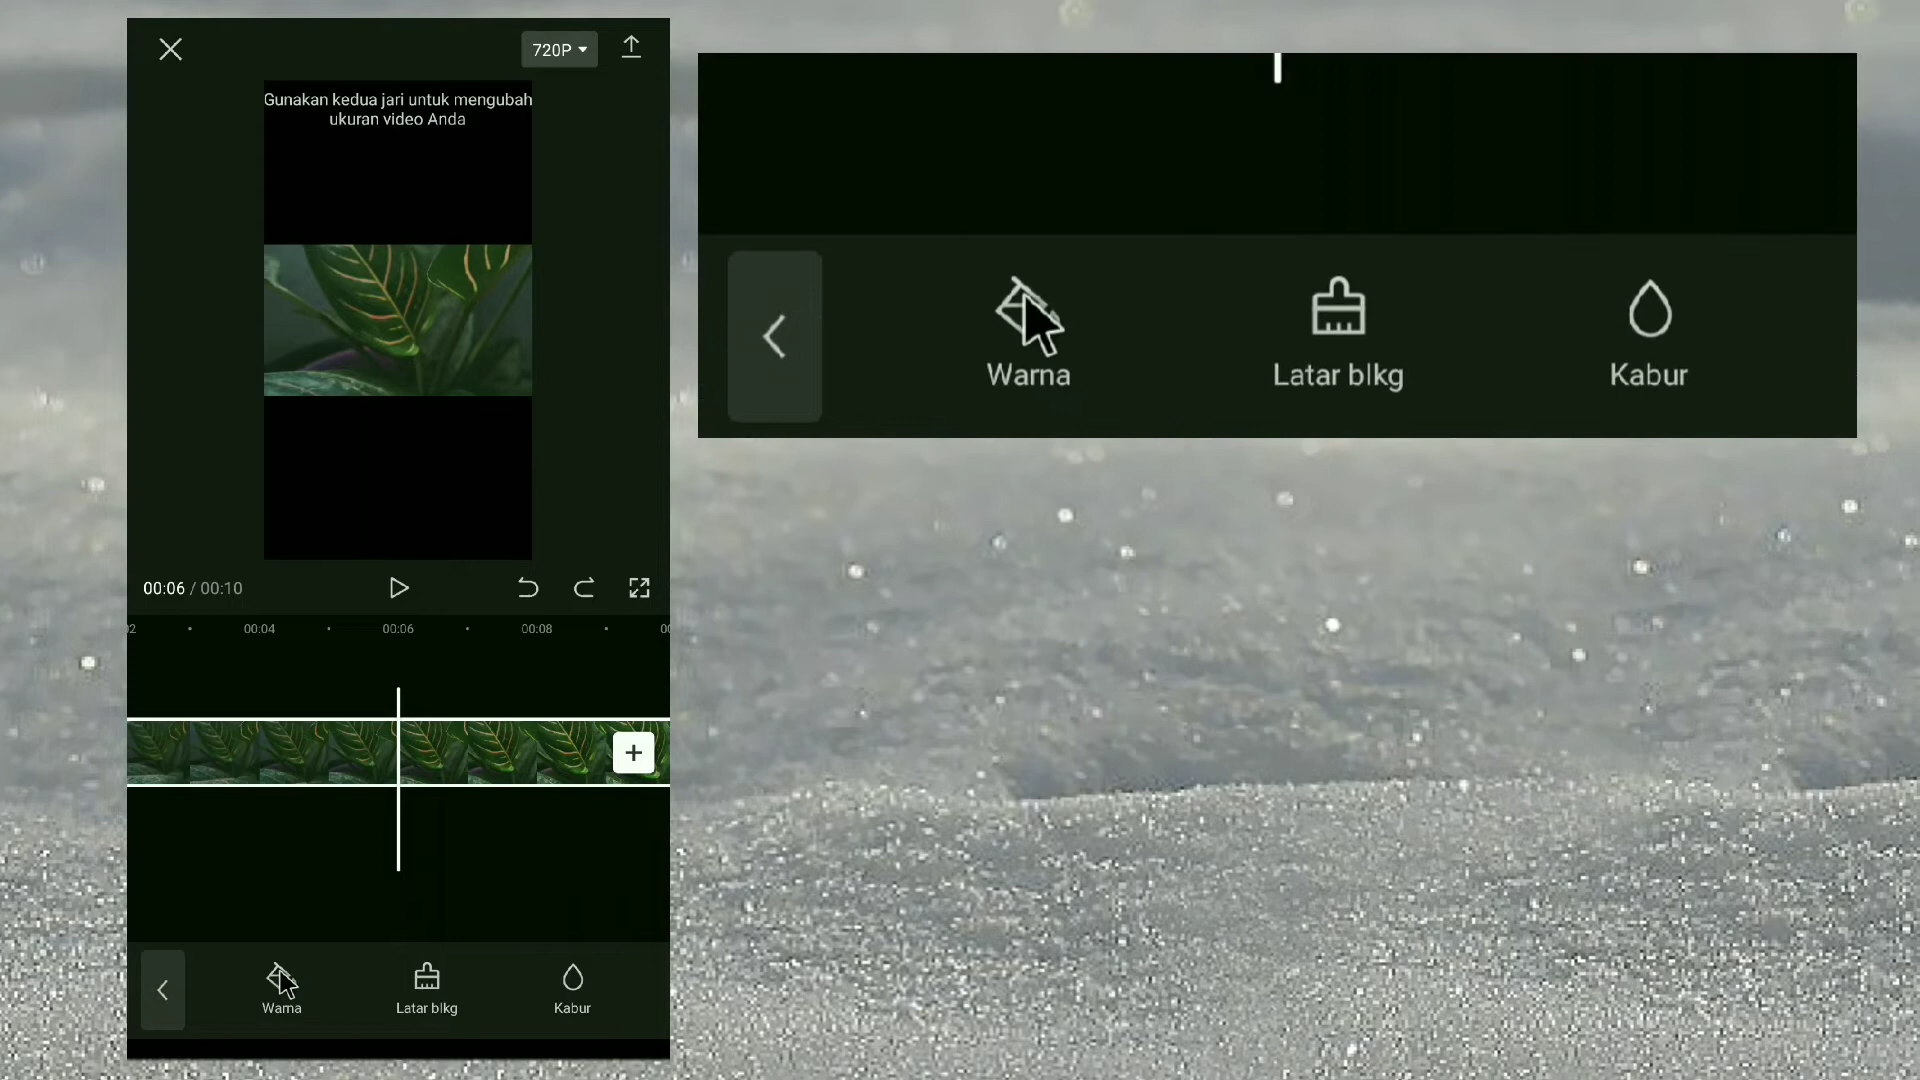 720P
Gunakan kedua jari untuk mengubah
ukuran video Anda
00:06 / 00:10
00:04 00:06 00:08
Warna Latar blkg Kabur
Warna Latar blkg Kabur